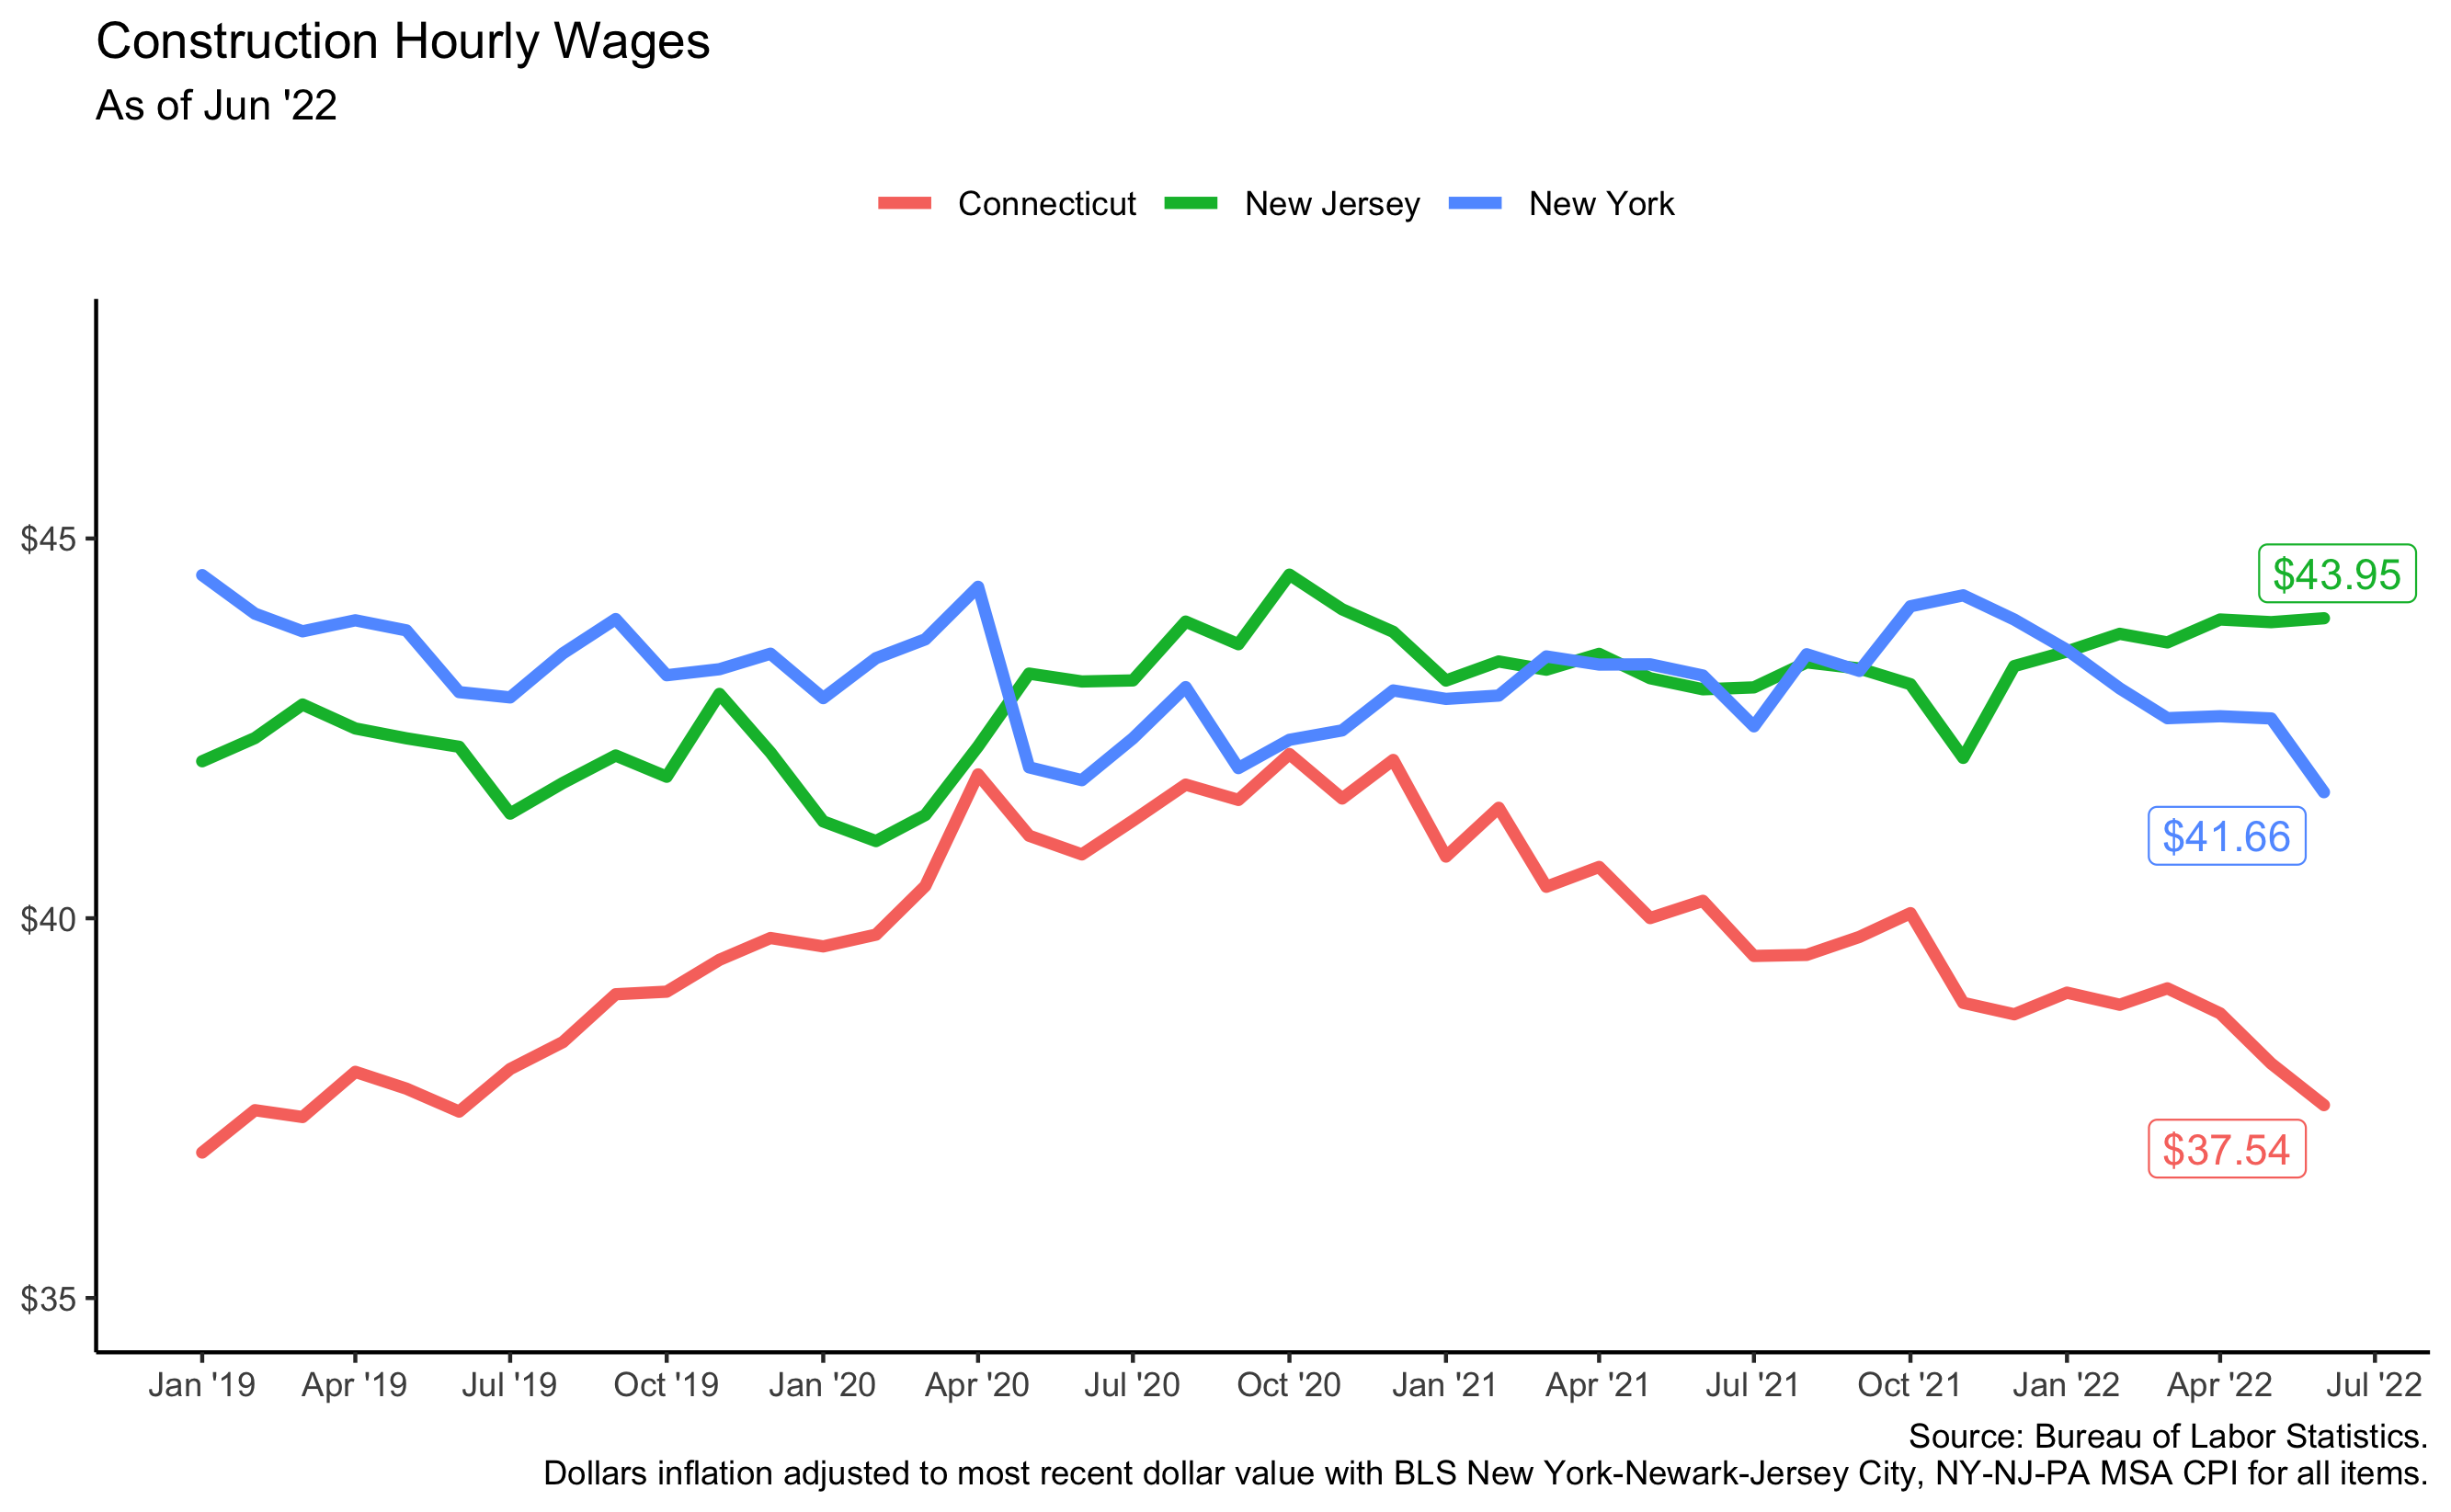 Construction Hourly Wages
As of Jun '22
Connecticut New Jersey New York
$45
$40
$35
$43.95
$41.66
$37.54
Jan '19 Apr '19 Jul '19 Oct '19 Jan '20 Apr '20 Jul '20 Oct '20 Jan '21 Apr '21 Jul '21 Oct '21 Jan '22 Apr '22 Jul '22
Source: Bureau of Labor Statistics.
Dollars inflation adjusted to most recent dollar value with BLS New York-Newark-Jersey City, NY-NJ-PA MSA CPI for all items.